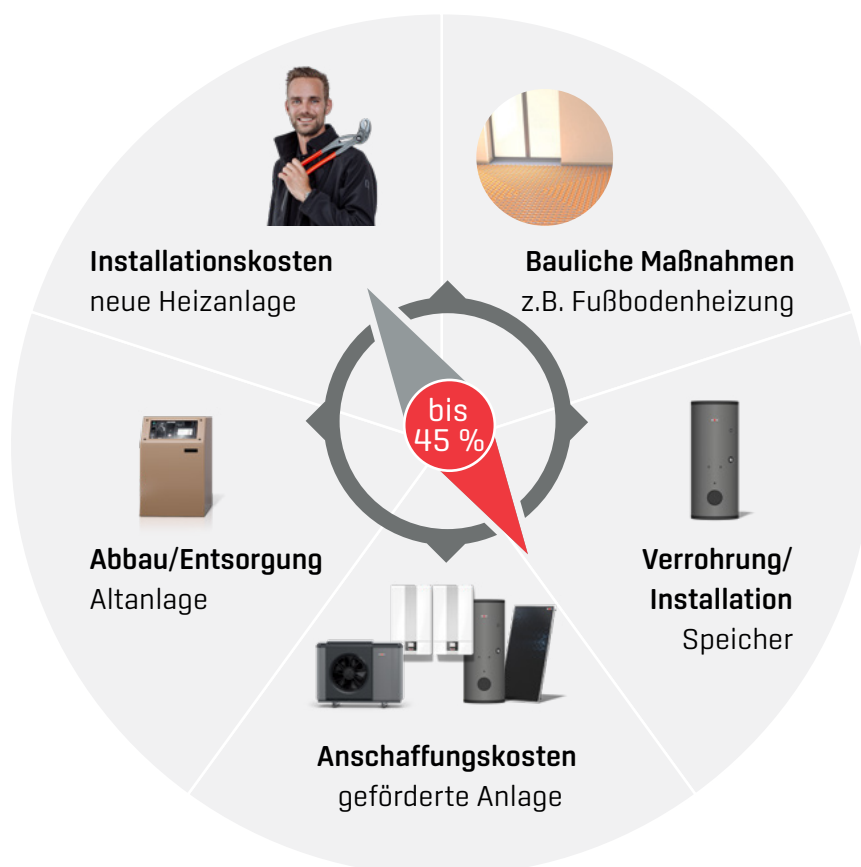 Installationskosten
neue Heizanlage
Bauliche Maßnahmen
z.B. Fußbodenheizung
bis
45 %
Abbau/Entsorgung
Altanlage
Verrohrung/
Installation
Speicher
Anschaffungskosten
geförderte Anlage